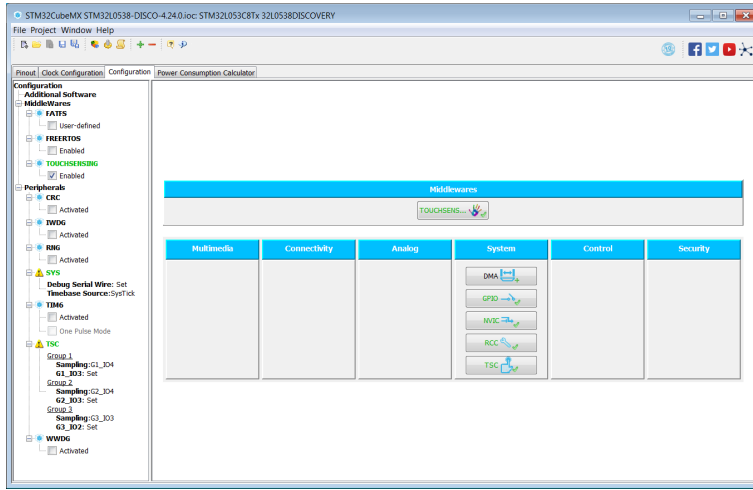 STM32CubeMX STM32L0538-DISCO-4.24.0.ioc: STM32L053C8Tx 32L0538DISCOVERY
File Project Window Help
Pinout Clock Configuration Configuration Power Consumption Calculator
Configuration
Additional Software
MiddleWares
FATFS
User-defined
FREERTOS
Enabled
TOUCHSENSING
Enabled
Peripherals
CRC
Activated
IWDG
Activated
RNG
Activated
SYS
Debug Serial Wire: Set
Timebase Source:SysTick
TIM6
Activated
One Pulse Mode
TSC
Group 1
Sampling:G1_IO4
G1_IO3: Set
Group 2
Sampling:G2_IO4
G2_IO3: Set
Group 3
Sampling:G3_IO3
G3_IO2: Set
WWDG
Activated
Middlewares
TOUCHSENS...
Multimedia Connectivity Analog System Control Security
DMA
GPIO
NVIC
RCC
TSC